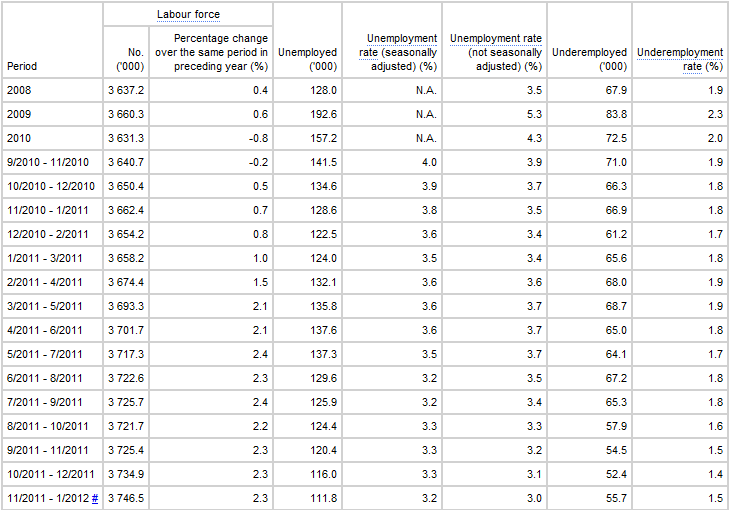 Labour force
Percentage change Unemployment Unemployment rate
No. over the same period in Unemployed rate (seasonally (not seasonally Underemployed Underemployment
Period ('000) preceding year (%) ('000) adjusted) (%) adjusted) (%) ('000) rate (%)
2008 3 637.2 0.4 128.0 N.A. 3.5 67.9 1.9
2009 3 660.3 0.6 192.6 N.A. 5.3 83.8 2.3
2010 3 631.3 -0.8 157.2 N.A. 4.3 72.5 2.0
9/2010 - 11/2010 3 640.7 -0.2 141.5 4.0 3.9 71.0 1.9
10/2010 - 12/2010 3 650.4 0.5 134.6 3.9 3.7 66.3 1.8
11/2010 - 1/2011 3 662.4 0.7 128.6 3.8 3.5 66.9 1.8
12/2010 - 2/2011 3 654.2 0.8 122.5 3.6 3.4 61.2 1.7
1/2011 - 3/2011 3 658.2 1.0 124.0 3.5 3.4 65.6 1.8
2/2011 - 4/2011 3 674.4 1.5 132.1 3.6 3.6 68.0 1.9
3/2011 - 5/2011 3 693.3 2.1 135.8 3.6 3.7 68.7 1.9
4/2011 - 6/2011 3 701.7 2.1 137.6 3.6 3.7 65.0 1.8
5/2011 - 7/2011 3 717.3 2.4 137.3 3.5 3.7 64.1 1.7
6/2011 - 8/2011 3 722.6 2.3 129.6 3.2 3.5 67.2 1.8
7/2011 - 9/2011 3 725.7 2.4 125.9 3.2 3.4 65.3 1.8
8/2011 - 10/2011 3 721.7 2.2 124.4 3.3 3.3 57.9 1.6
9/2011 - 11/2011 3 725.4 2.3 120.4 3.3 3.2 54.5 1.5
10/2011 - 12/2011 3 734.9 2.3 116.0 3.3 3.1 52.4 1.4
11/2011 - 1/2012 # 3 746.5 2.3 111.8 3.2 3.0 55.7 1.5